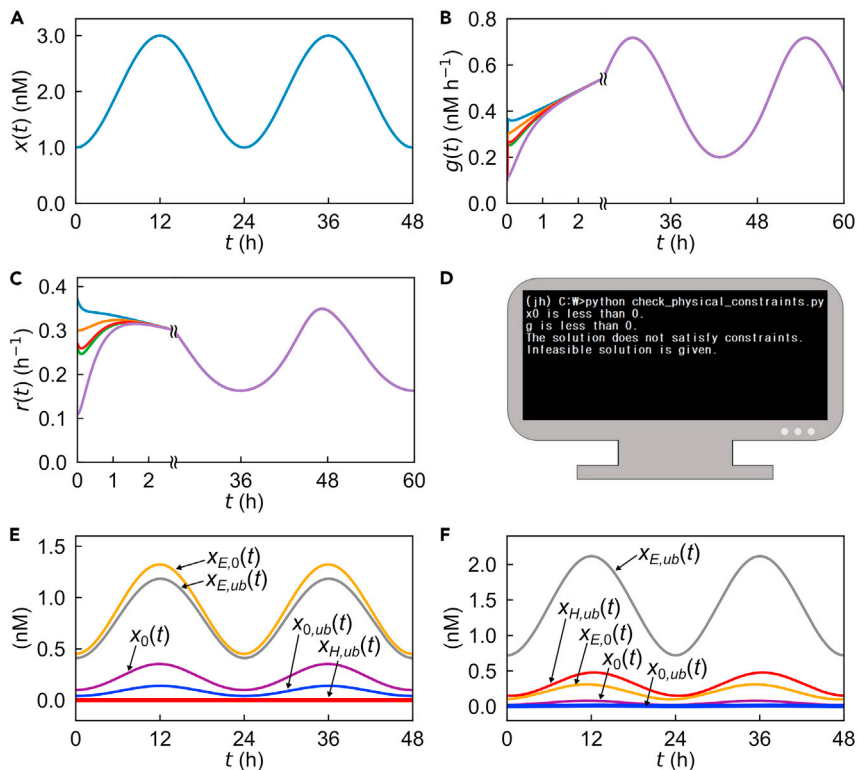 A
x(t) (nM)
3.0
2.0
1.0
0.0
0 12 24 36 48
t (h)
B
g(t) (nM h⁻¹)
0.8
0.6
0.4
0.2
0
0 1 2 36 48 60
t (h)
C
r(t) (h⁻¹)
0.4
0.3
0.2
0.1
0.0
0 1 2 36 48 60
t (h)
D
(jh) C:₩>python check_physical_constraints.py
x0 is less than 0.
g is less than 0.
The solution does not satisfy constraints.
Infeasible solution is given.
E
(nM)
1.5
1.0
0.5
0.0
x_{E,0}(t)
x_{E,ub}(t)
x_0(t)
x_{0,ub}(t)
x_{H,ub}(t)
0 12 24 36 48
t (h)
F
(nM)
2.0
1.5
1.0
0.5
0.0
x_{E,ub}(t)
x_{H,ub}(t)
x_{E,0}(t)
x_0(t)
x_{0,ub}(t)
0 12 24 36 48
t (h)